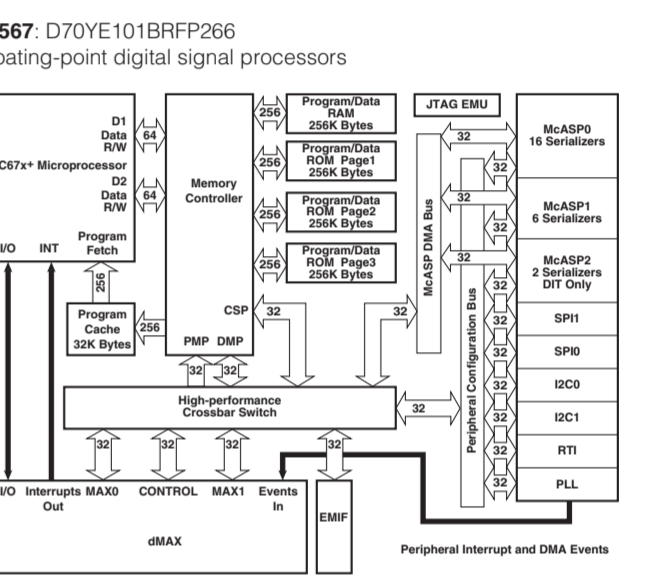 567: D70YE101BRFP266
oating-point digital signal processors
Program/Data
RAM
256K Bytes
JTAG EMU
D1
Data
R/W
64
256
32
McASP0
16 Serializers
C67x+ Microprocessor
256
Program/Data
ROM Page1
256K Bytes
32
D2
Data
R/W
64
Memory
Controller
256
Program/Data
ROM Page2
256K Bytes
32
McASP1
6 Serializers
32
I/O
INT
Program
Fetch
256
Program/Data
ROM Page3
256K Bytes
McASP DMA Bus
32
McASP2
2 Serializers
DIT Only
32
256
Peripheral Configuration Bus
Program
Cache
32K Bytes
256
CSP
32
32
32
SPI1
PMP
DMP
32
SPI0
32
32
High-performance
Crossbar Switch
32
32
I2C0
32
I2C1
32
32
32
32
32
RTI
I/O
Interrupts
Out
MAX0
CONTROL
MAX1
Events
In
32
PLL
EMIF
dMAX
Peripheral Interrupt and DMA Events